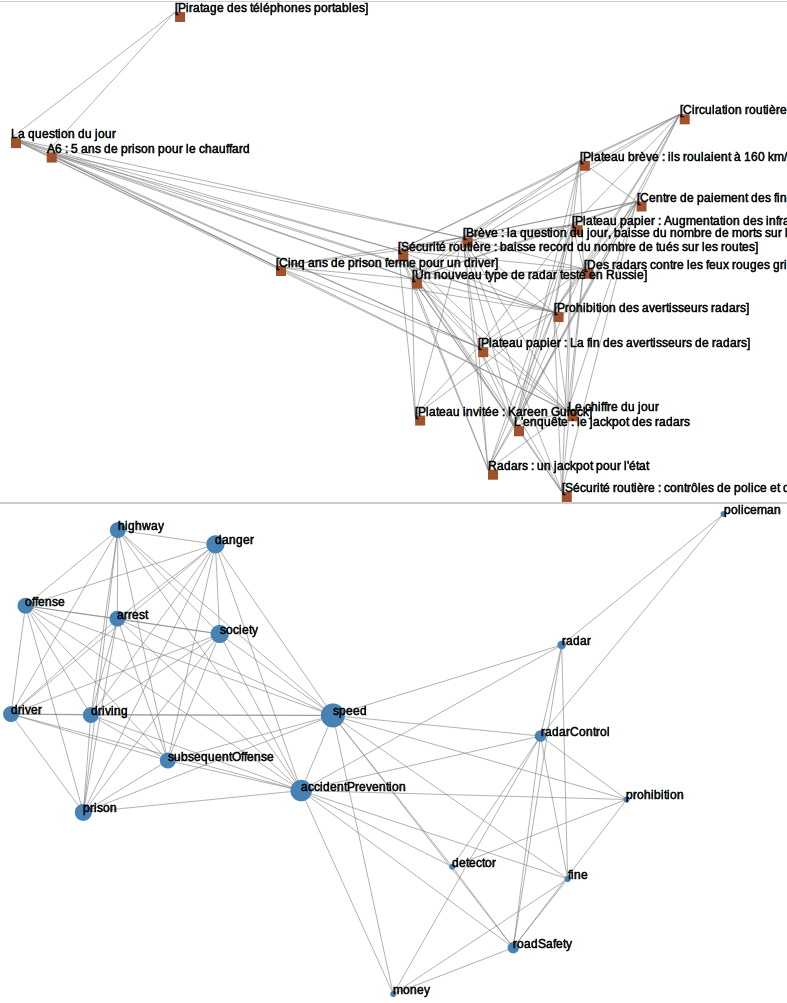 [Piratage des téléphones portables]
[Circulation routière
La question du jour
A6 : 5 ans de prison pour le chauffard
[Plateau brève : ils roulaient à 160 km/
[Centre de paiement des fin
[Plateau papier : Augmentation des infra
[Brève : la question du jour, baisse du nombre de morts sur l
[Sécurité routière : baisse record du nombre de tués sur les routes]
[Cinq ans de prison ferme pour un driver]
[Des radars contre les feux rouges gri
[Un nouveau type de radar testé en Russie]
[Prohibition des avertisseurs radars]
[Plateau papier : La fin des avertisseurs de radars]
Le chiffre du jour
[Plateau invitée : Kareen Guiock]
L'enquête : le jackpot des radars
Radars : un jackpot pour l'état
[Sécurité routière : contrôles de police et d
policeman
highway
danger
offense
arrest
society
radar
driver
driving
speed
radarControl
subsequentOffense
accidentPrevention
prohibition
prison
detector
fine
roadSafety
money